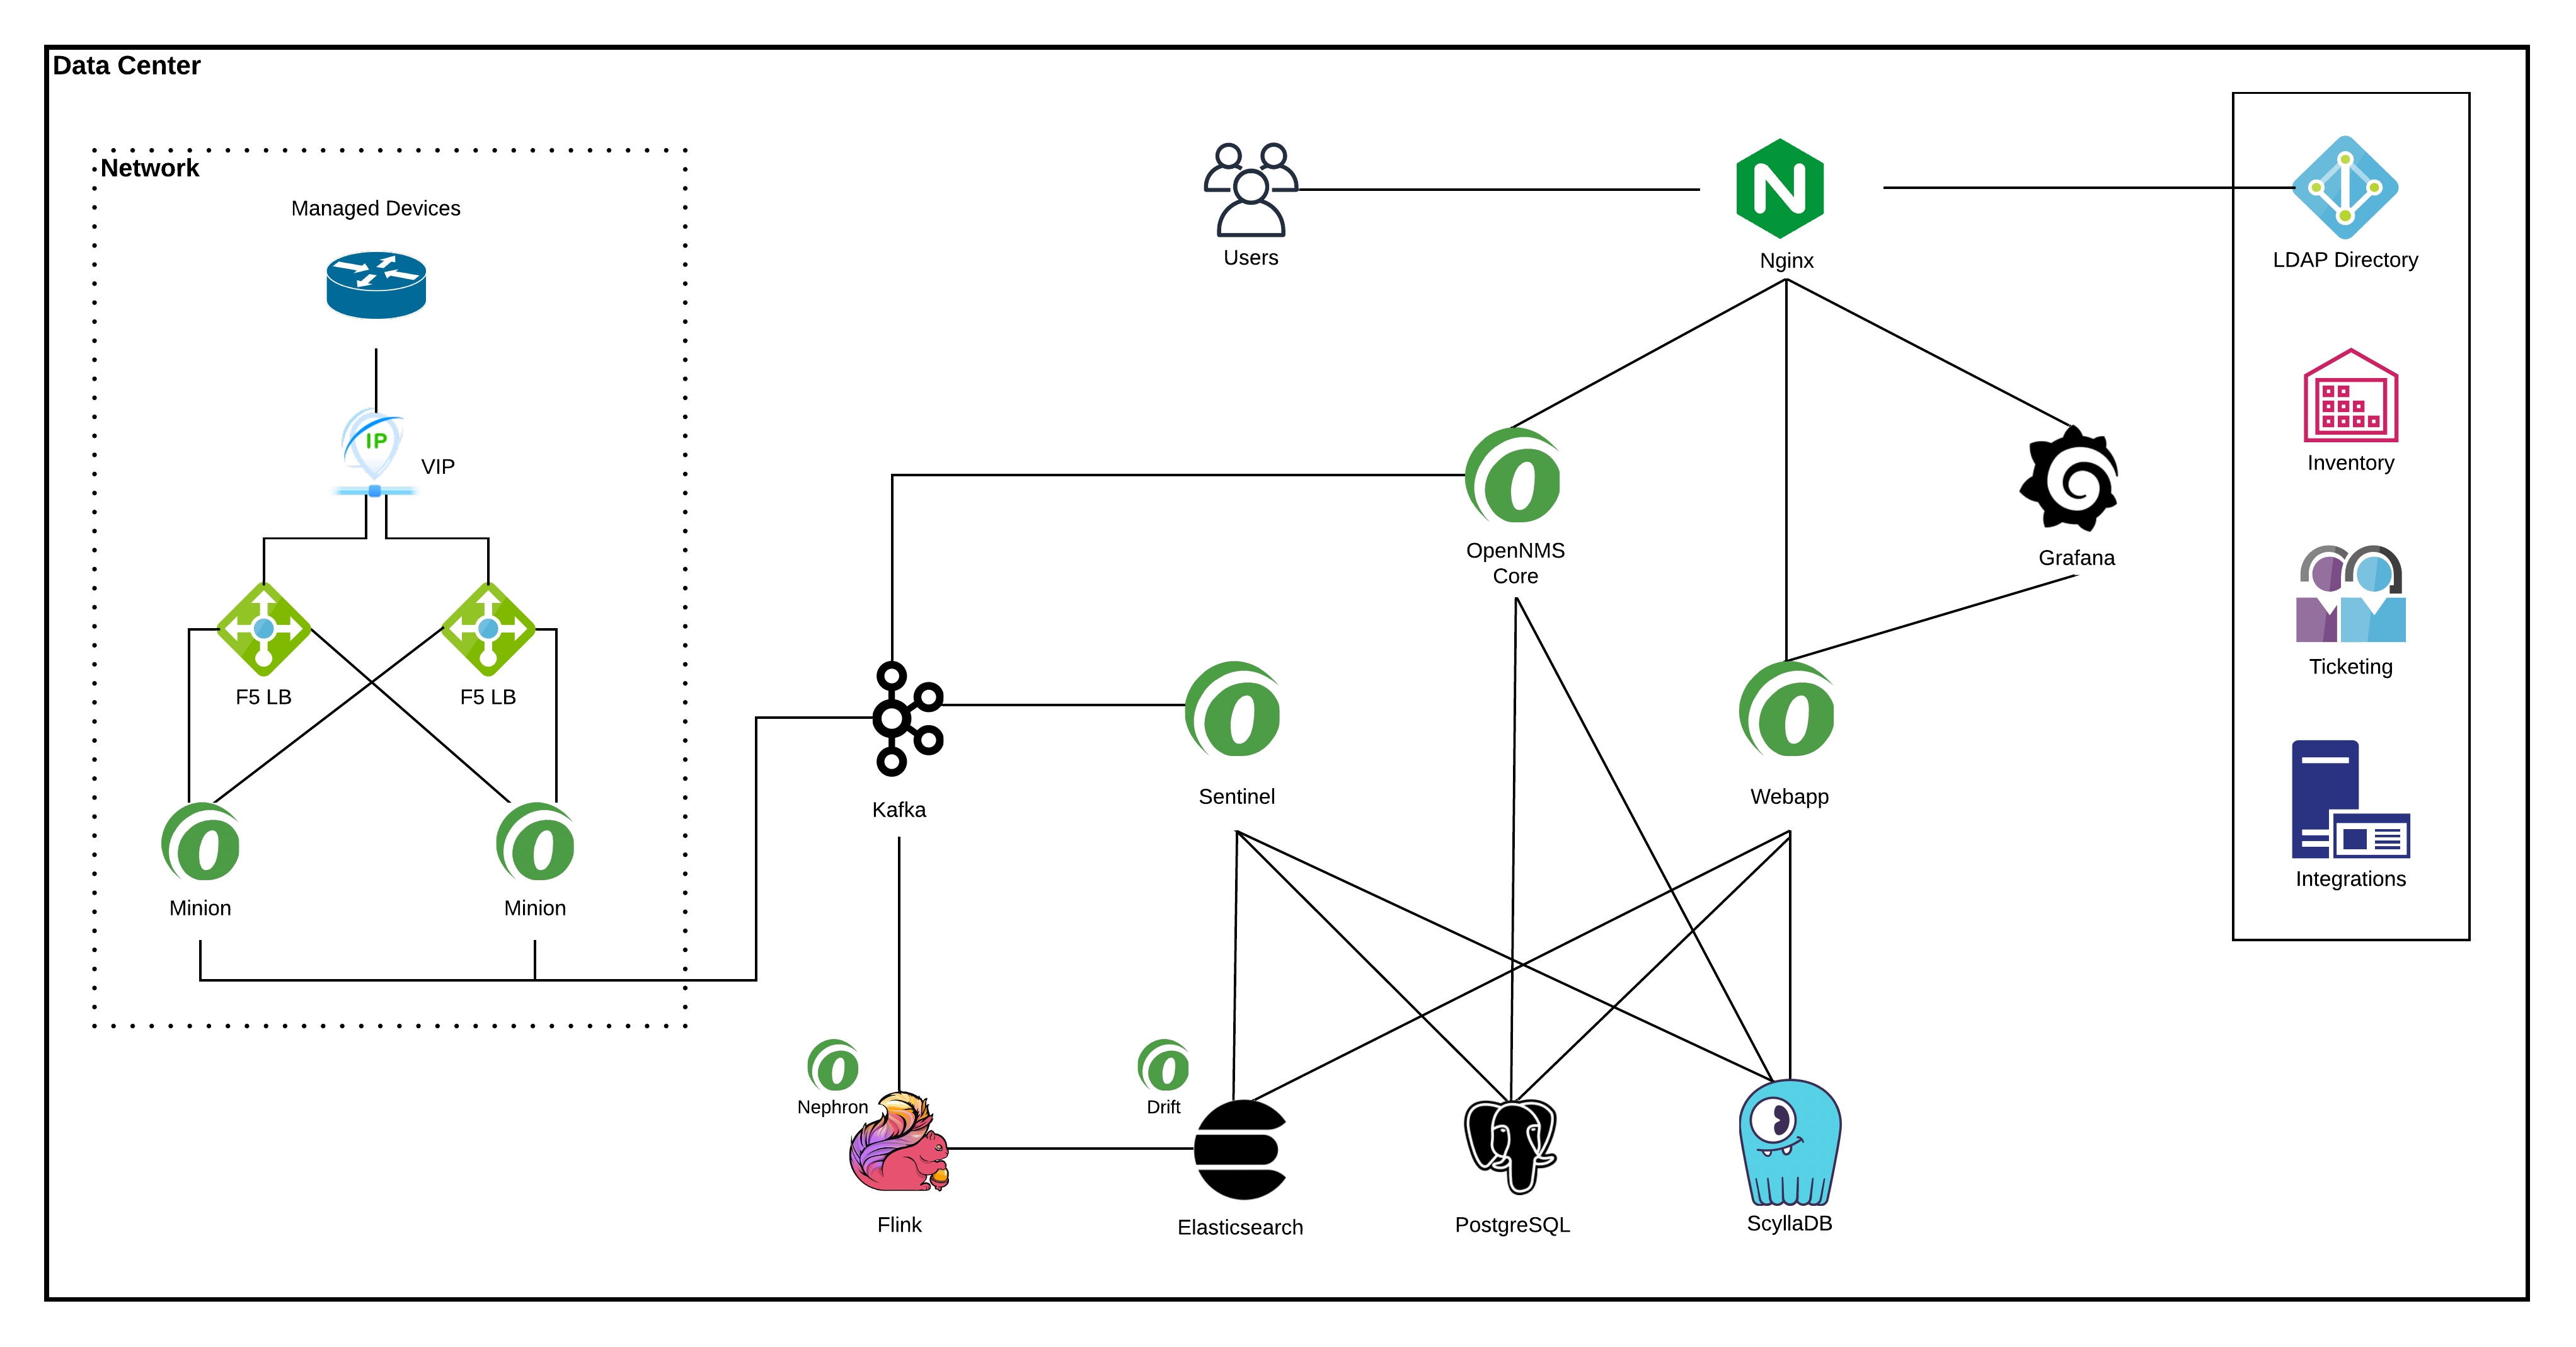 Data Center
Network
Managed Devices
IP
VIP
F5 LB
F5 LB
Minion
Minion
Users
N
Nginx
LDAP Directory
Inventory
Ticketing
Integrations
OpenNMS
Core
Grafana
Kafka
Sentinel
Webapp
Nephron
Drift
Flink
Elasticsearch
PostgreSQL
ScyllaDB